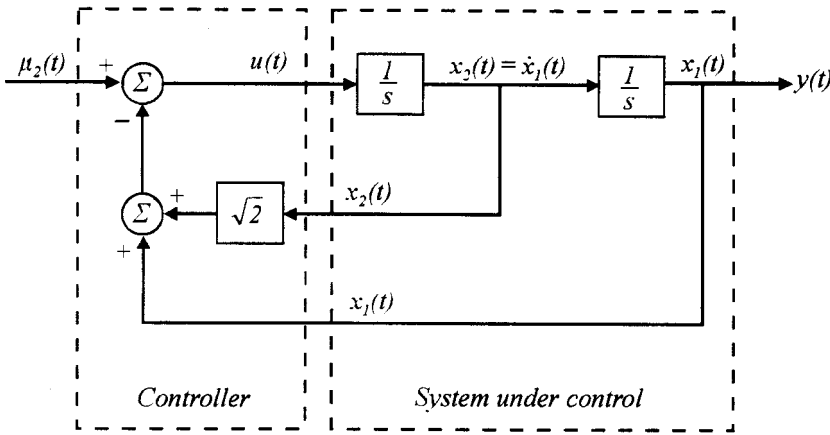 μ₂(t)
+
Σ
u(t)
1
s
x₂(t) = ẋ₁(t)
1
s
x₁(t)
y(t)
−
Σ
+
√2
x₂(t)
+
x₁(t)
Controller
System under control